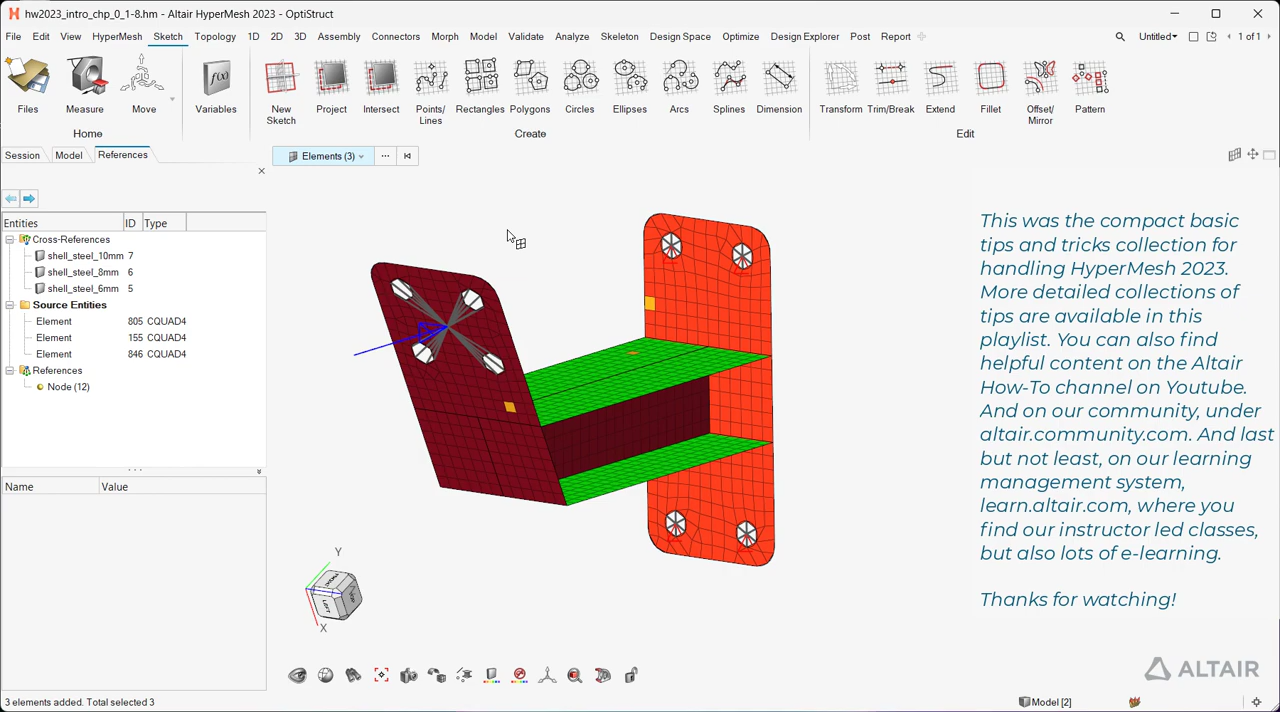 hw2023_intro_chp_0_1-8.hm - Altair HyperMesh 2023 - OptiStruct
File Edit View HyperMesh Sketch Topology 1D 2D 3D Assembly Connectors Morph Model Validate Analyze Skeleton Design Space Optimize Design Explorer Post Report Untitled 1 of 1
Files Measure Move Variables New Sketch Project Intersect Points/Lines Rectangles Polygons Circles Ellipses Arcs Splines Dimension Transform Trim/Break Extend Fillet Offset/Mirror Pattern
Home Create Edit
Session Model References
Elements (3)
Entities ID Type
Cross-References
shell_steel_10mm 7
shell_steel_8mm 6
shell_steel_6mm 5
Source Entities
Element 805 CQUAD4
Element 155 CQUAD4
Element 846 CQUAD4
References
Node (12)
Name Value
This was the compact basic
tips and tricks collection for
handling HyperMesh 2023.
More detailed collections of
tips are available in this
playlist. You can also find
helpful content on the Altair
How-To channel on Youtube.
And on our community, under
altair.community.com. And last
but not least, on our learning
management system,
learn.altair.com, where you
find our instructor led classes,
but also lots of e-learning.
Thanks for watching!
Y
LEFT
X
ALTAIR
3 elements added. Total selected 3
Model [2]